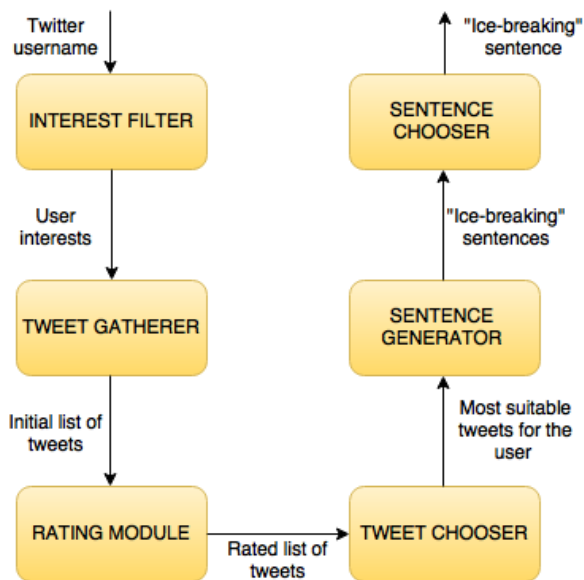 Twitter
username
INTEREST FILTER
User
interests
TWEET GATHERER
Initial list of
tweets
RATING MODULE
Rated list of
tweets
TWEET CHOOSER
Most suitable
tweets for the
user
SENTENCE
GENERATOR
"Ice-breaking"
sentences
SENTENCE
CHOOSER
"Ice-breaking"
sentence